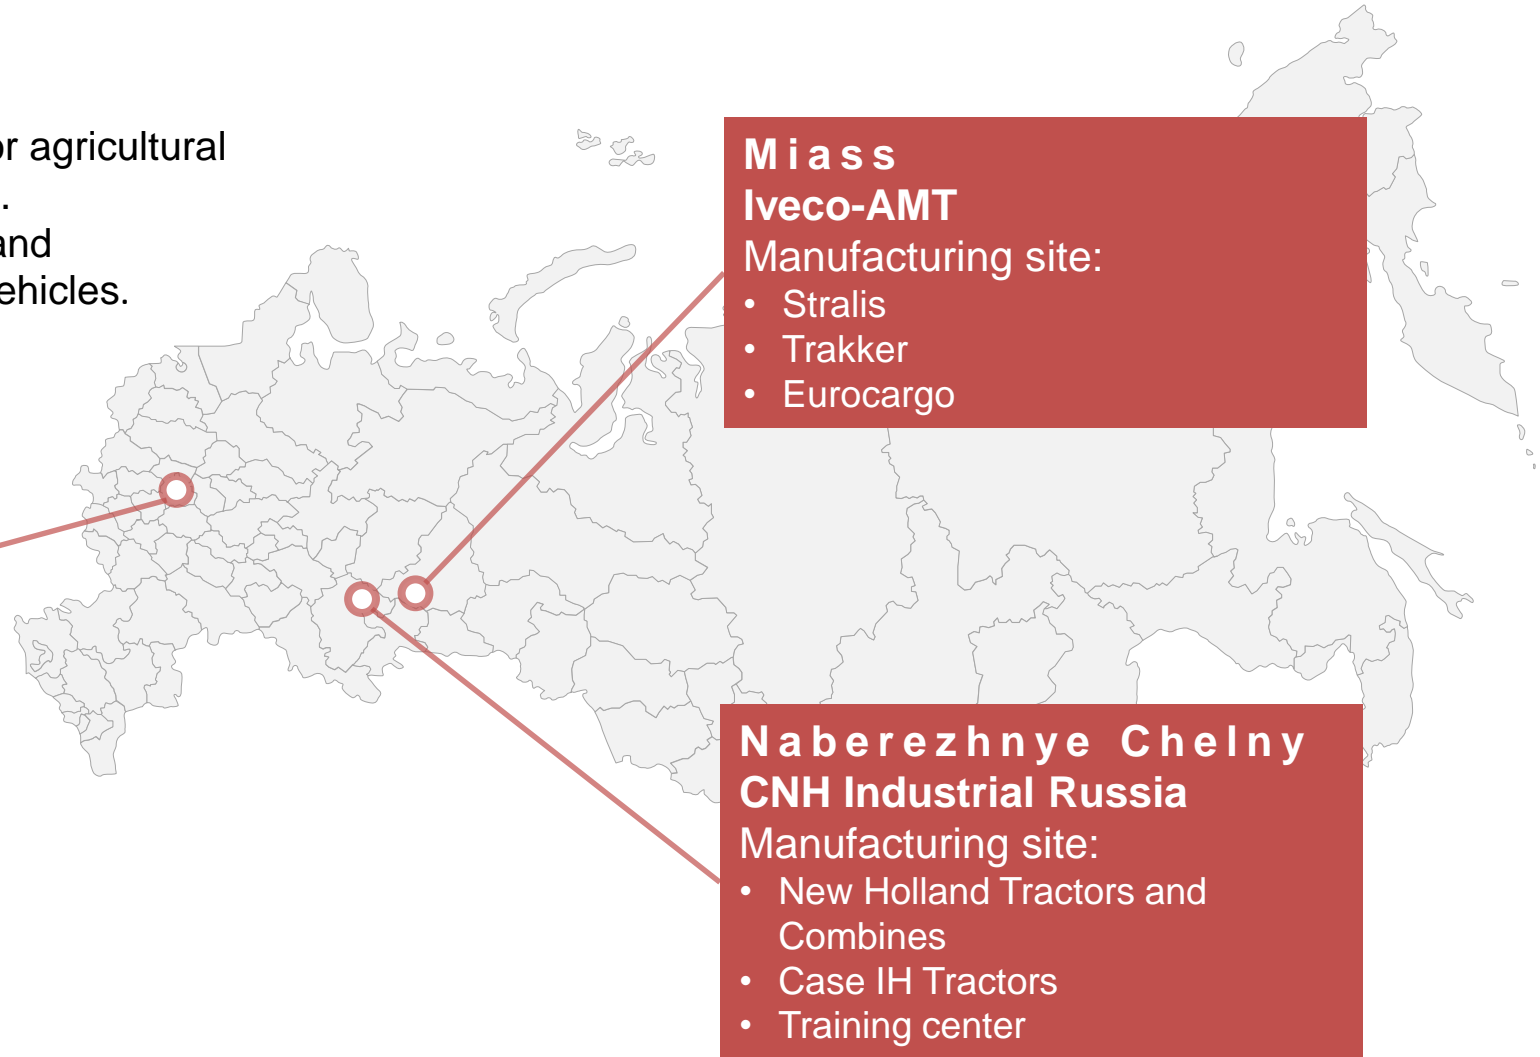 or agricultural
.
and
ehicles.
Miass
Iveco-AMT
Manufacturing site:
• Stralis
• Trakker
• Eurocargo
Naberezhnye Chelny
CNH Industrial Russia
Manufacturing site:
• New Holland Tractors and
Combines
• Case IH Tractors
• Training center